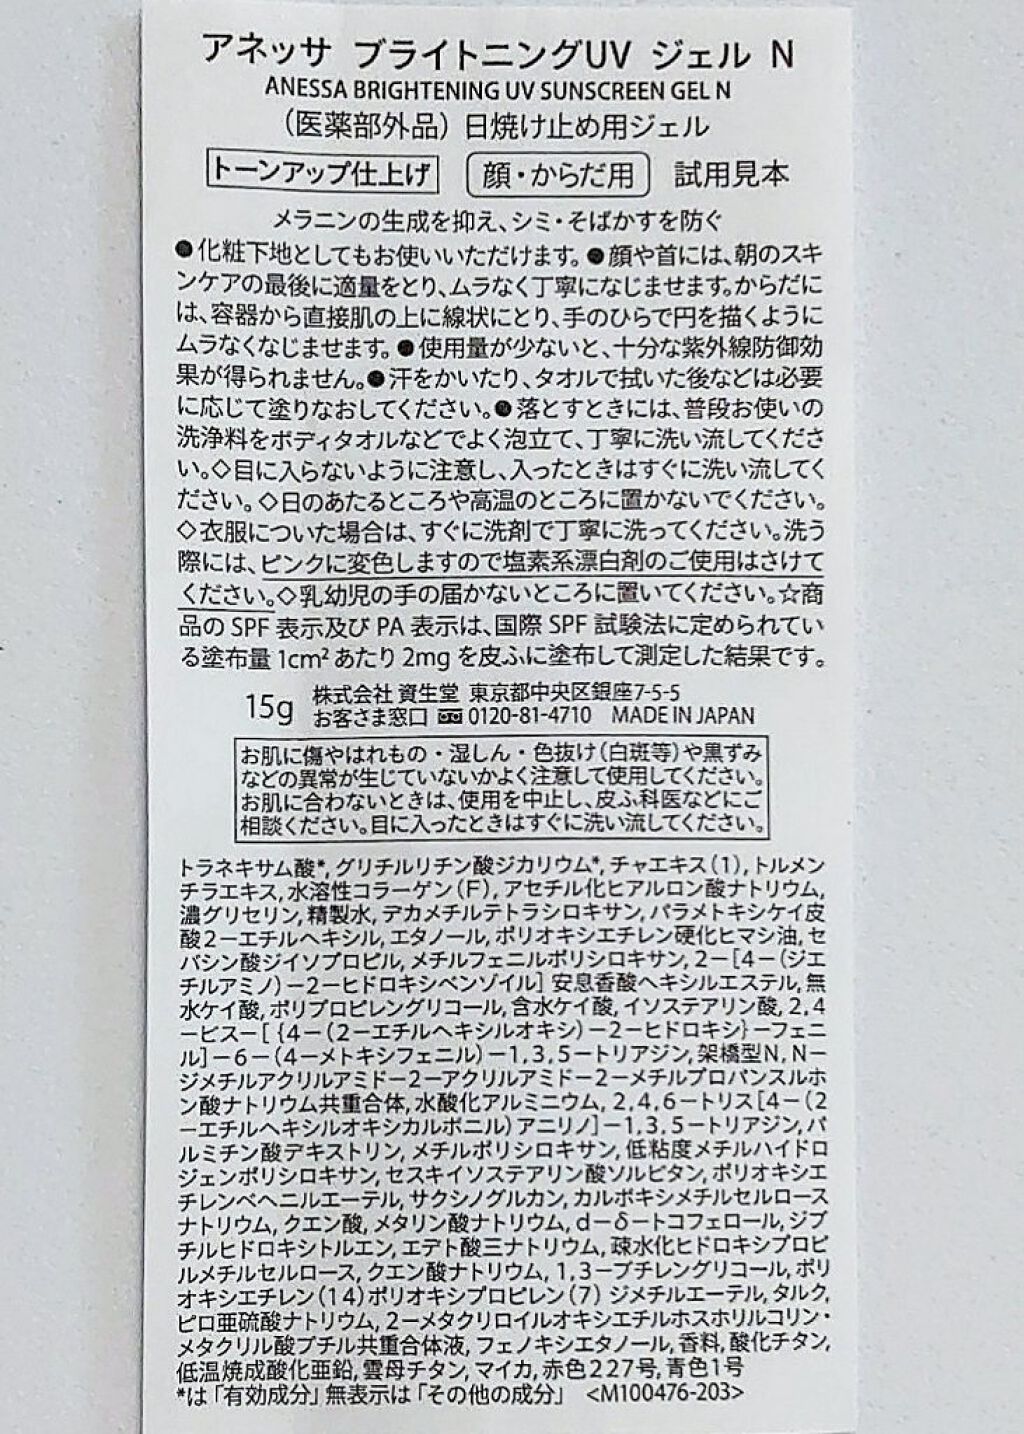 アネッサ ブライトニングUV ジェル N
ANESSA BRIGHTENING UV SUNSCREEN GEL N
（医薬部外品）日焼け止め用ジェル
トーンアップ仕上げ 顔・からだ用 試用見本
メラニンの生成を抑え、シミ・そばかすを防ぐ
●化粧下地としてもお使いいただけます。●顔や首には、朝のスキ
ンケアの最後に適量をとり、ムラなく丁寧になじませます。からだに
は、容器から直接肌の上に線状にとり、手のひらで円を描くように
ムラなくなじませます。●使用量が少ないと、十分な紫外線防御効
果が得られません。●汗をかいたり、タオルで拭いた後などは必要
に応じて塗りなおしてください。●落とすときには、普段お使いの
洗浄料をボディタオルなどでよく泡立て、丁寧に洗い流してくださ
い。◇目に入らないように注意し、入ったときはすぐに洗い流してく
ださい。◇日のあたるところや高温のところに置かないでください。
◇衣服についた場合は、すぐに洗剤で丁寧に洗ってください。洗う
際には、ピンクに変色しますので塩素系漂白剤のご使用はさけて
ください。◇乳幼児の手の届かないところに置いてください。☆商
品の SPF 表示及び PA 表示は、国際 SPF 試験法に定められてい
る塗布量 1cm² あたり 2mg を皮ふに塗布して測定した結果です。
15g 株式会社 資生堂 東京都中央区銀座7-5-5
お客さま窓口 0120-81-4710 MADE IN JAPAN
お肌に傷やはれもの・湿しん・色抜け（白斑等）や黒ずみ
などの異常が生じていないかよく注意して使用してください。
お肌に合わないときは、使用を中止し、皮ふ科医などにご
相談ください。目に入ったときはすぐに洗い流してください。
トラネキサム酸*, グリチルリチン酸ジカリウム*, チャエキス（1）, トルメン
チラエキス, 水溶性コラーゲン（F）, アセチル化ヒアルロン酸ナトリウム,
濃グリセリン, 精製水, デカメチルテトラシロキサン, パラメトキシケイ皮
酸２－エチルヘキシル, エタノール, ポリオキシエチレン硬化ヒマシ油, セ
バシン酸ジイソプロピル, メチルフェニルポリシロキサン, ２－［４－（ジエ
チルアミノ）－２－ヒドロキシベンゾイル］安息香酸ヘキシルエステル, 無
水ケイ酸, ポリプロピレングリコール, 含水ケイ酸, イソステアリン酸, 2,4
－ビス－［｛４－（２－エチルヘキシルオキシ）－２－ヒドロキシ｝－フェニ
ル］－６－（４－メトキシフェニル）－1,3,5－トリアジン, 架橋型N, N－
ジメチルアクリルアミド－２－アクリルアミド－２－メチルプロパンスルホ
ン酸ナトリウム共重合体, 水酸化アルミニウム, 2,4,6－トリス［４－（２
－エチルヘキシルオキシカルボニル）アニリノ］－1,3,5－トリアジン, パ
ルミチン酸デキストリン, メチルポリシロキサン, 低粘度メチルハイドロ
ジェンポリシロキサン, セスキイソステアリン酸ソルビタン, ポリオキシエ
チレンベヘニルエーテル, サクシノグルカン, カルボキシメチルセルロース
ナトリウム, クエン酸, メタリン酸ナトリウム, d－δ－トコフェロール, ジブ
チルヒドロキシトルエン, エデト酸三ナトリウム, 疎水化ヒドロキシプロピ
ルメチルセルロース, クエン酸ナトリウム, 1,3－ブチレングリコール, ポリ
オキシエチレン（14）ポリオキシプロピレン（7）ジメチルエーテル, タルク,
ピロ亜硫酸ナトリウム, ２－メタクリロイルオキシエチルホスホリルコリン・
メタクリル酸ブチル共重合体液, フェノキシエタノール, 香料, 酸化チタン,
低温焼成酸化亜鉛, 雲母チタン, マイカ, 赤色227号, 青色1号
*は「有効成分」無表示は「その他の成分」 <M100476-203>